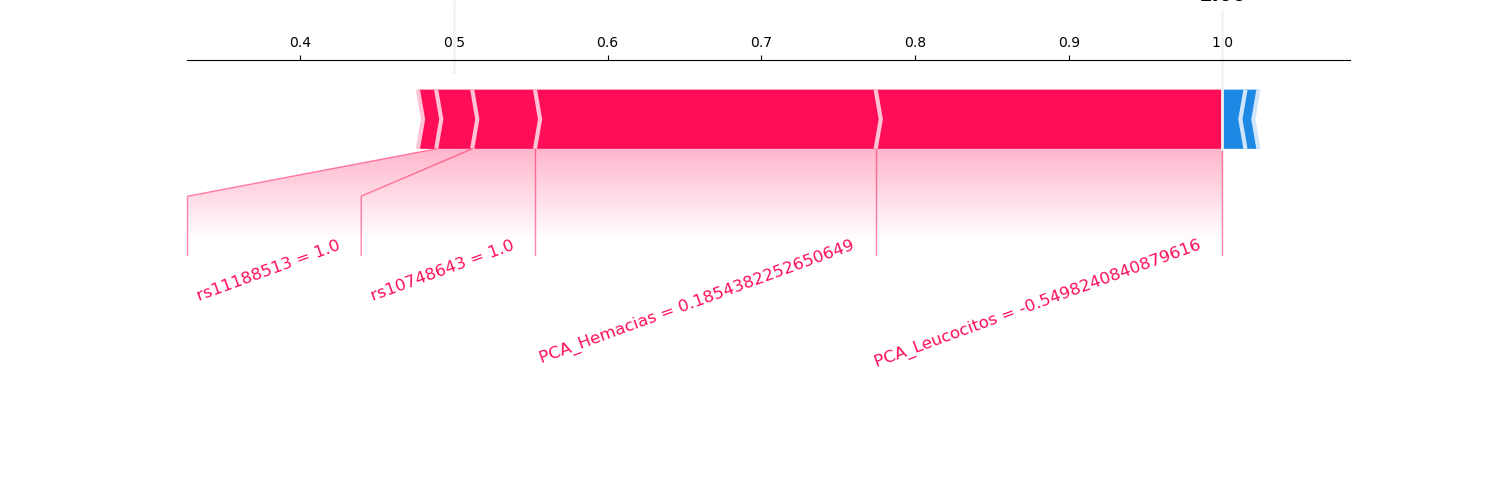 0.4 0.5 0.6 0.7 0.8 0.9 1.0
rs11188513 = 1.0
rs10748643 = 1.0
PCA_Hemacias = 0.1854382252650649
PCA_Leucocitos = -0.5498240840879616